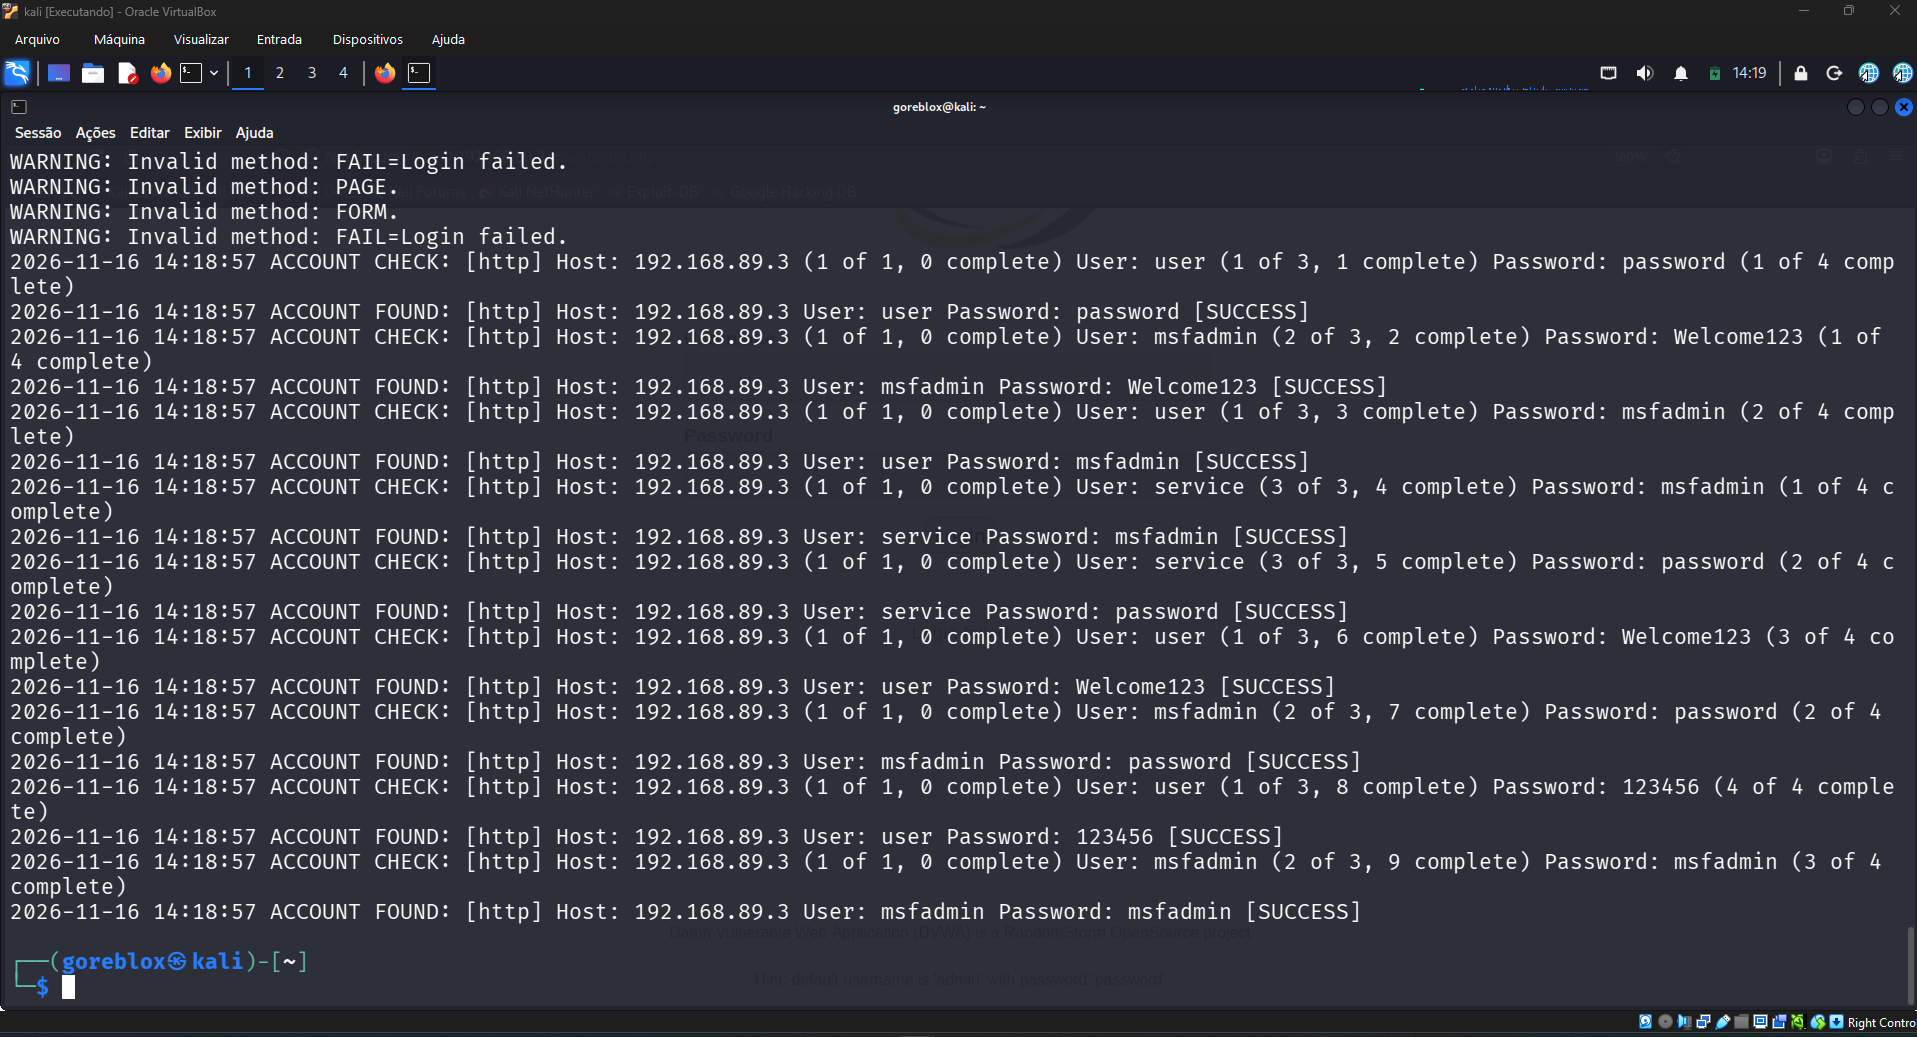 kali [Executando] - Oracle VirtualBox
Arquivo Máquina Visualizar Entrada Dispositivos Ajuda
1 2 3 4 14:19
goreblox@kali: ~
Sessão Ações Editar Exibir Ajuda
WARNING: Invalid method: FAIL=Login failed.
WARNING: Invalid method: PAGE.
WARNING: Invalid method: FORM.
WARNING: Invalid method: FAIL=Login failed.
2026-11-16 14:18:57 ACCOUNT CHECK: [http] Host: 192.168.89.3 (1 of 1, 0 complete) User: user (1 of 3, 1 complete) Password: password (1 of 4 comp
lete)
2026-11-16 14:18:57 ACCOUNT FOUND: [http] Host: 192.168.89.3 User: user Password: password [SUCCESS]
2026-11-16 14:18:57 ACCOUNT CHECK: [http] Host: 192.168.89.3 (1 of 1, 0 complete) User: msfadmin (2 of 3, 2 complete) Password: Welcome123 (1 of
4 complete)
2026-11-16 14:18:57 ACCOUNT FOUND: [http] Host: 192.168.89.3 User: msfadmin Password: Welcome123 [SUCCESS]
2026-11-16 14:18:57 ACCOUNT CHECK: [http] Host: 192.168.89.3 (1 of 1, 0 complete) User: user (1 of 3, 3 complete) Password: msfadmin (2 of 4 comp
lete)
Password
2026-11-16 14:18:57 ACCOUNT FOUND: [http] Host: 192.168.89.3 User: user Password: msfadmin [SUCCESS]
2026-11-16 14:18:57 ACCOUNT CHECK: [http] Host: 192.168.89.3 (1 of 1, 0 complete) User: service (3 of 3, 4 complete) Password: msfadmin (1 of 4 c
omplete)
2026-11-16 14:18:57 ACCOUNT FOUND: [http] Host: 192.168.89.3 User: service Password: msfadmin [SUCCESS]
2026-11-16 14:18:57 ACCOUNT CHECK: [http] Host: 192.168.89.3 (1 of 1, 0 complete) User: service (3 of 3, 5 complete) Password: password (2 of 4 c
omplete)
2026-11-16 14:18:57 ACCOUNT FOUND: [http] Host: 192.168.89.3 User: service Password: password [SUCCESS]
2026-11-16 14:18:57 ACCOUNT CHECK: [http] Host: 192.168.89.3 (1 of 1, 0 complete) User: user (1 of 3, 6 complete) Password: Welcome123 (3 of 4 co
mplete)
2026-11-16 14:18:57 ACCOUNT FOUND: [http] Host: 192.168.89.3 User: user Password: Welcome123 [SUCCESS]
2026-11-16 14:18:57 ACCOUNT CHECK: [http] Host: 192.168.89.3 (1 of 1, 0 complete) User: msfadmin (2 of 3, 7 complete) Password: password (2 of 4
complete)
2026-11-16 14:18:57 ACCOUNT FOUND: [http] Host: 192.168.89.3 User: msfadmin Password: password [SUCCESS]
2026-11-16 14:18:57 ACCOUNT CHECK: [http] Host: 192.168.89.3 (1 of 1, 0 complete) User: user (1 of 3, 8 complete) Password: 123456 (4 of 4 comple
te)
2026-11-16 14:18:57 ACCOUNT FOUND: [http] Host: 192.168.89.3 User: user Password: 123456 [SUCCESS]
2026-11-16 14:18:57 ACCOUNT CHECK: [http] Host: 192.168.89.3 (1 of 1, 0 complete) User: msfadmin (2 of 3, 9 complete) Password: msfadmin (3 of 4
complete)
2026-11-16 14:18:57 ACCOUNT FOUND: [http] Host: 192.168.89.3 User: msfadmin Password: msfadmin [SUCCESS]
Damn Vulnerable Web Application (DVWA) is a RandomStorm OpenSource project
(goreblox㉿kali)-[~]
Hint: default username is 'admin' with password 'password'
$
Right Contro